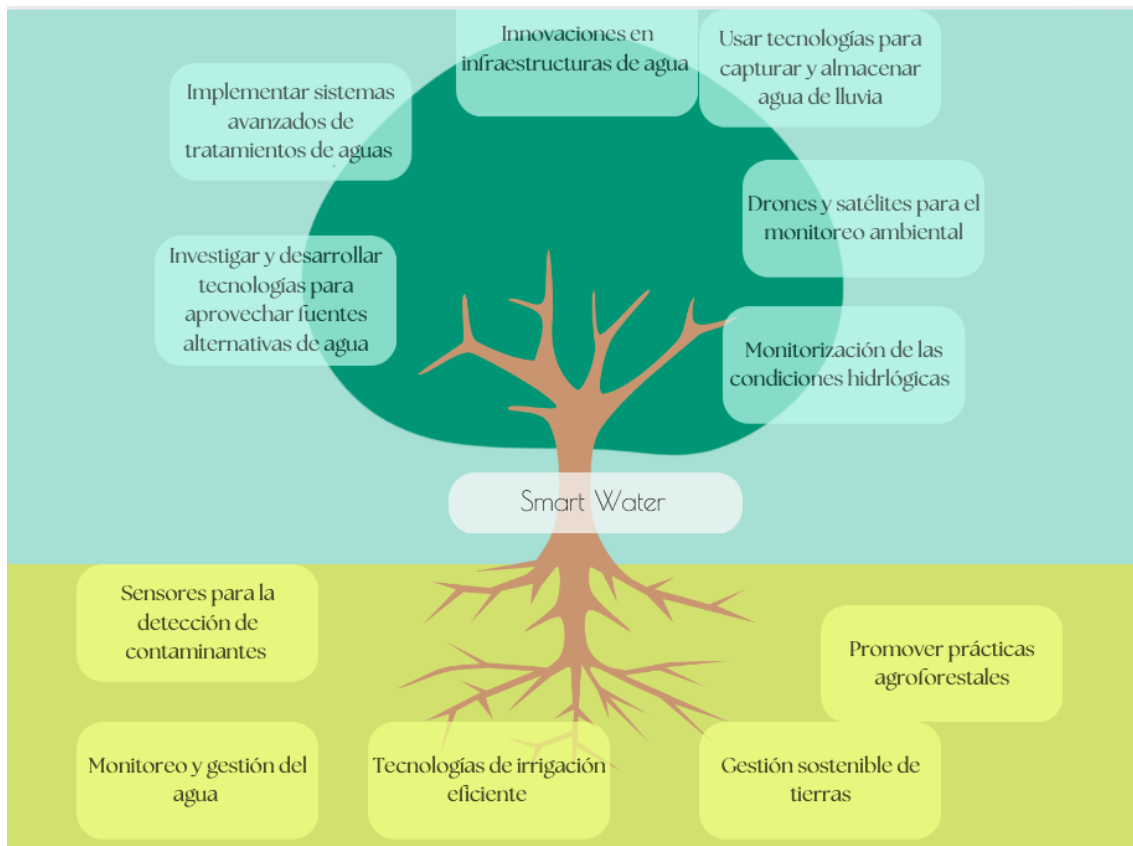 Innovaciones en
infraestructuras de agua
Usar tecnologías para
capturar y almacenar
agua de lluvia
Implementar sistemas
avanzados de
tratamientos de aguas
.
Drones y satélites para el
monitoreo ambiental
Investigar y desarrollar
tecnologías para
aprovechar fuentes
alternativas de agua
Monitorización de las
condiciones hidrlógicas
Smart Water
Sensores para la
detección de
contaminantes
Promover prácticas
agroforestales
Monitoreo y gestión del
agua
Tecnologías de irrigación
eficiente
Gestión sostenible de
tierras